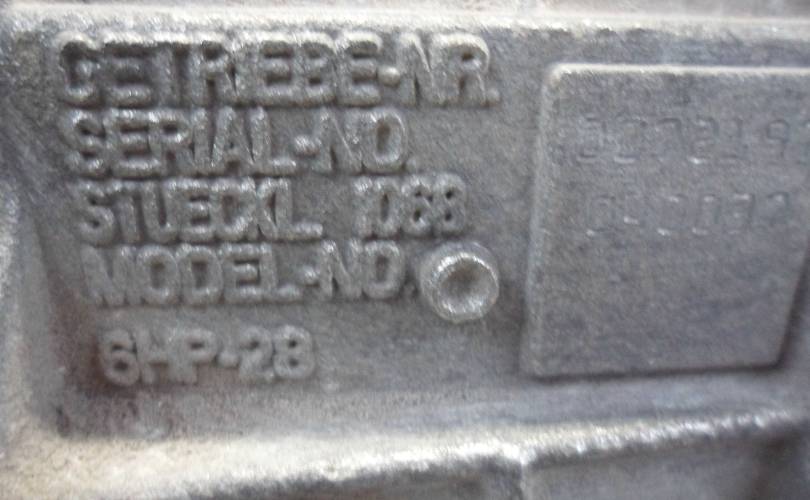 GETRIEBE-NR.
SERIAL-NO.
STUECKL. 1068
MODEL-NO.
6HP-28